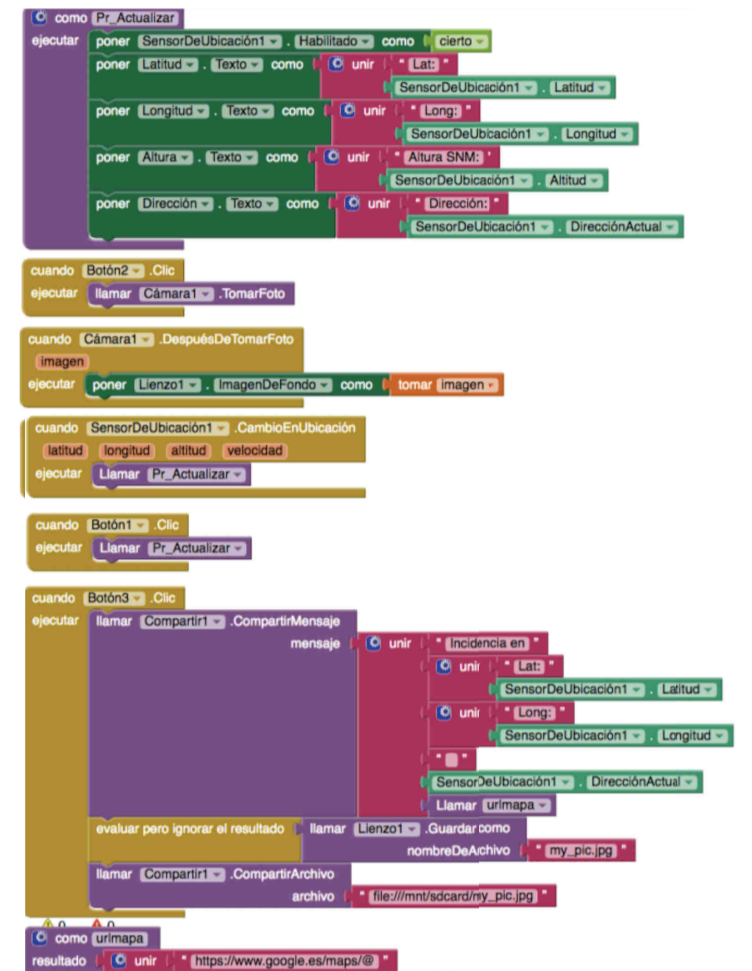 como Pr_Actualizar
ejecutar poner SensorDeUbicación1 . Habilitado como cierto
poner Latitud . Texto como unir " Lat: "
SensorDeUbicación1 . Latitud
poner Longitud . Texto como unir " Long: "
SensorDeUbicación1 . Longitud
poner Altura . Texto como unir " Altura SNM: "
SensorDeUbicación1 . Altitud
poner Dirección . Texto como unir " Dirección: "
SensorDeUbicación1 . DirecciónActual
cuando Botón2 .Clic
ejecutar llamar Cámara1 .TomarFoto
cuando Cámara1 .DespuésDeTomarFoto
imagen
ejecutar poner Lienzo1 . ImagenDeFondo como tomar imagen
cuando SensorDeUbicación1 .CambioEnUbicación
latitud longitud altitud velocidad
ejecutar Llamar Pr_Actualizar
cuando Botón1 .Clic
ejecutar Llamar Pr_Actualizar
cuando Botón3 .Clic
ejecutar llamar Compartir1 .CompartirMensaje
mensaje unir " Incidencia en "
unir " Lat: "
SensorDeUbicación1 . Latitud
unir " Long: "
SensorDeUbicación1 . Longitud
" "
SensorDeUbicación1 . DirecciónActual
Llamar urlmapa
evaluar pero ignorar el resultado llamar Lienzo1 .Guardar como
nombreDeArchivo " my_pic.jpg "
llamar Compartir1 .CompartirArchivo
archivo " file:///mnt/sdcard/my_pic.jpg "
0 0
como urlmapa
resultado unir " https://www.google.es/maps/@ "